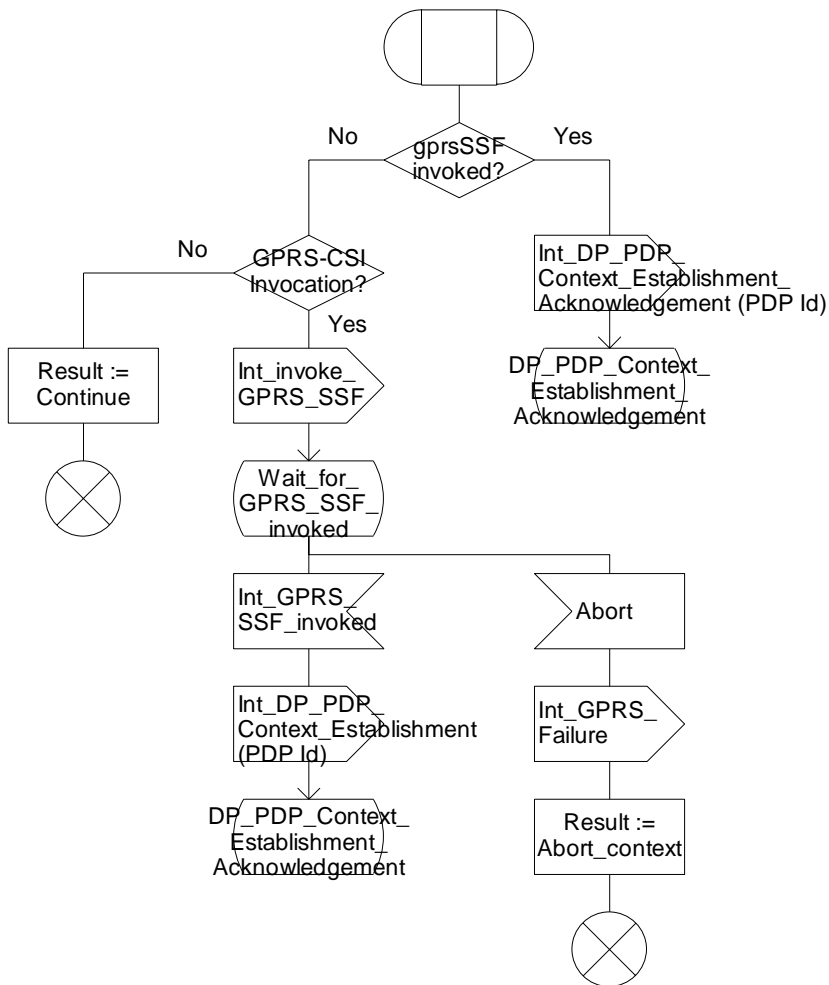 No
gprsSSF
invoked?
Yes
No
GPRS-CSI
Invocation?
Yes
Int_DP_PDP_
Context_Establishment_
Acknowledgement (PDP Id)
Result :=
Continue
Int_invoke_
GPRS_SSF
DP_PDP_Context_
Establishment_
Acknowledgement
Wait_for_
GPRS_SSF_
invoked
Int_GPRS_
SSF_invoked
Abort
Int_DP_PDP_
Context_Establishment
(PDP Id)
Int_GPRS_
Failure
DP_PDP_Context_
Establishment_
Acknowledgement
Result :=
Abort_context